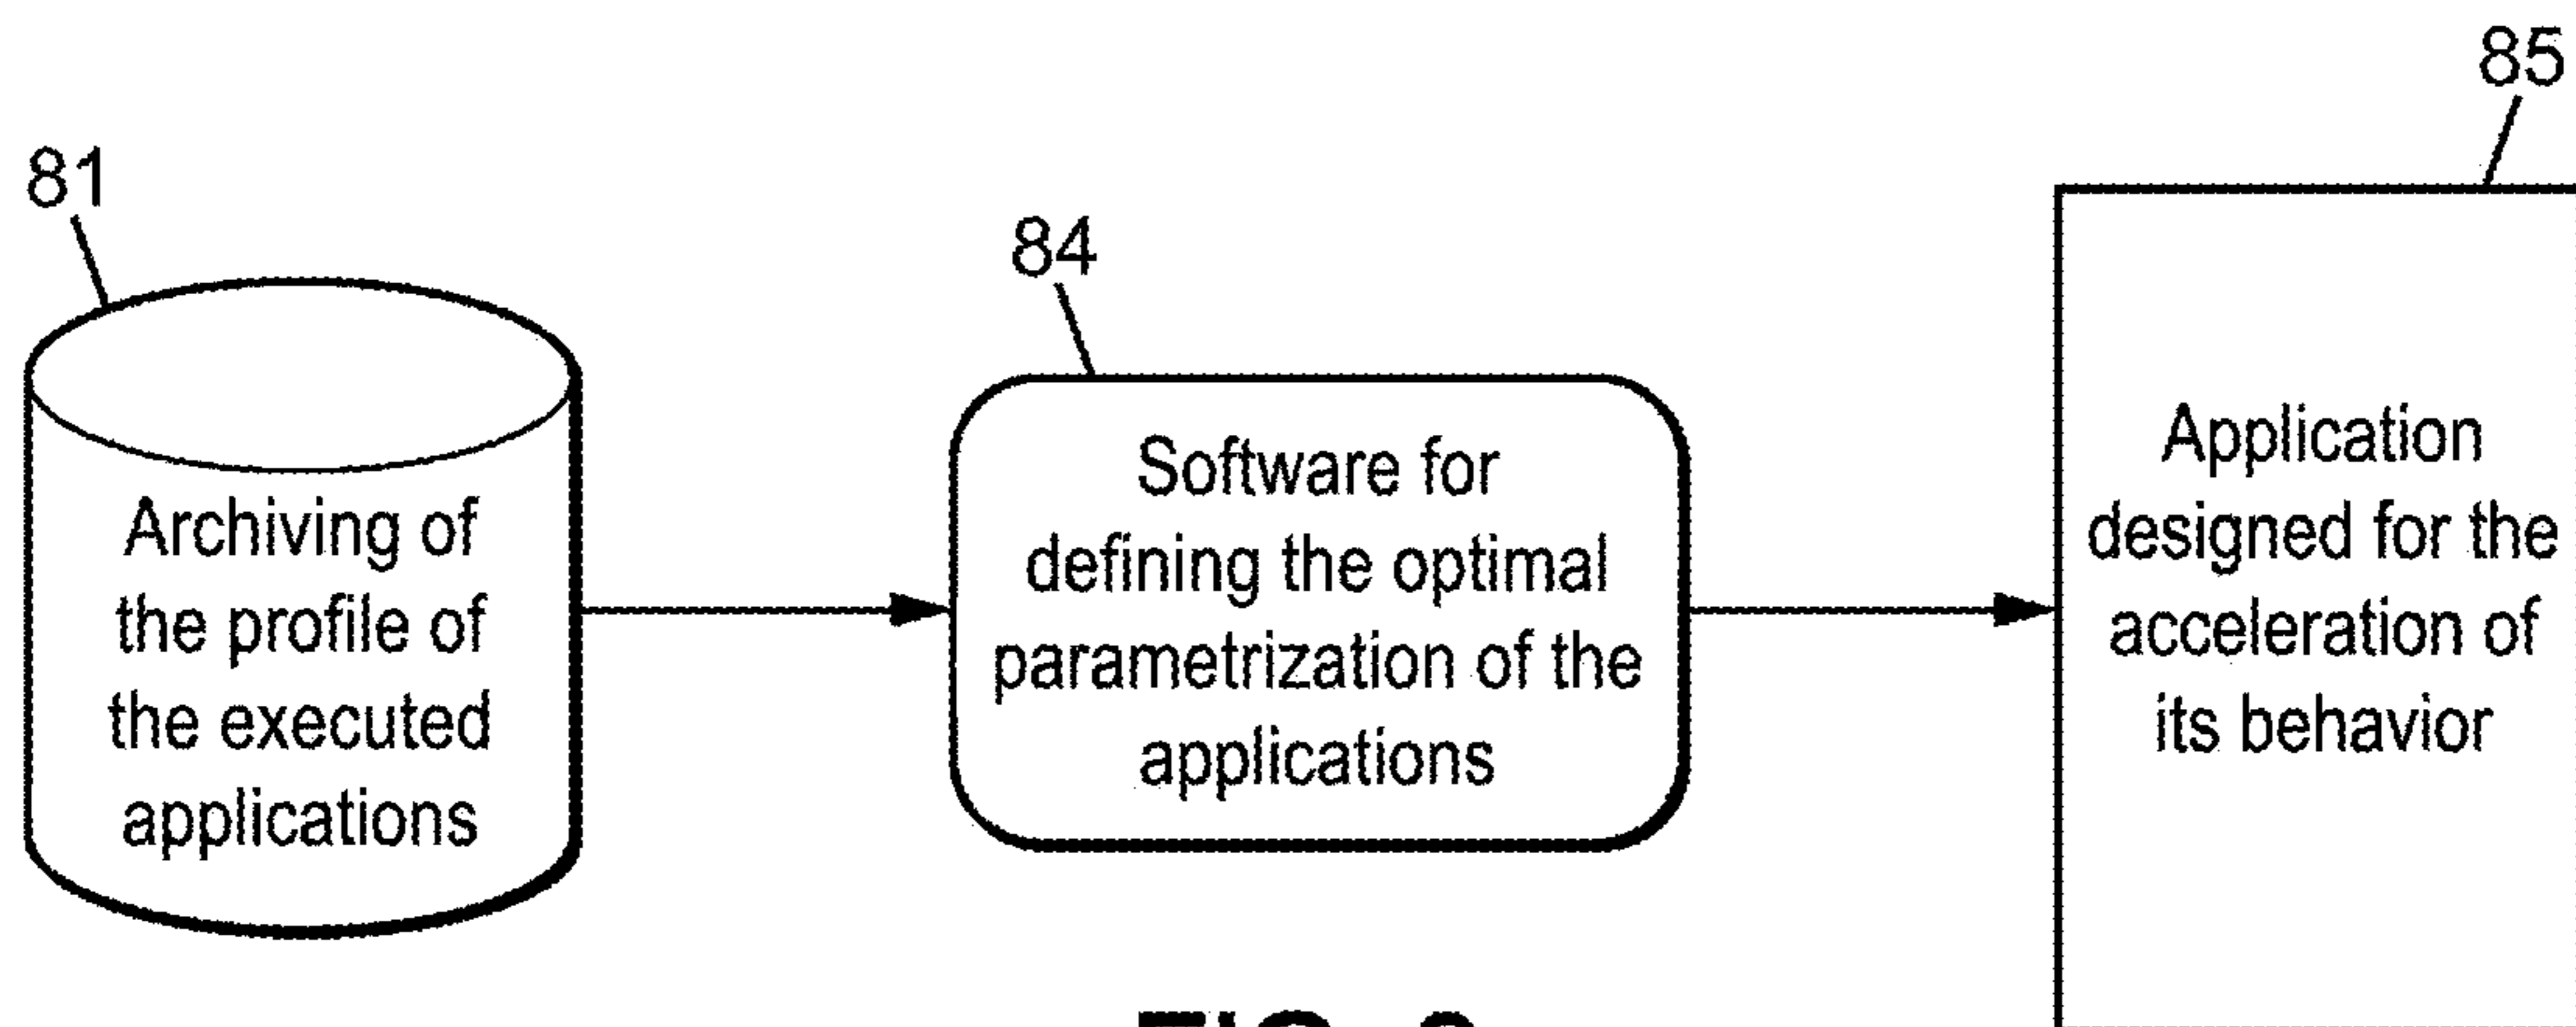 85
81
84
Archiving of
the profile of
the executed
applications
Software for
defining the optimal
parametrization of the
applications
Application
designed for the
acceleration of
its behavior